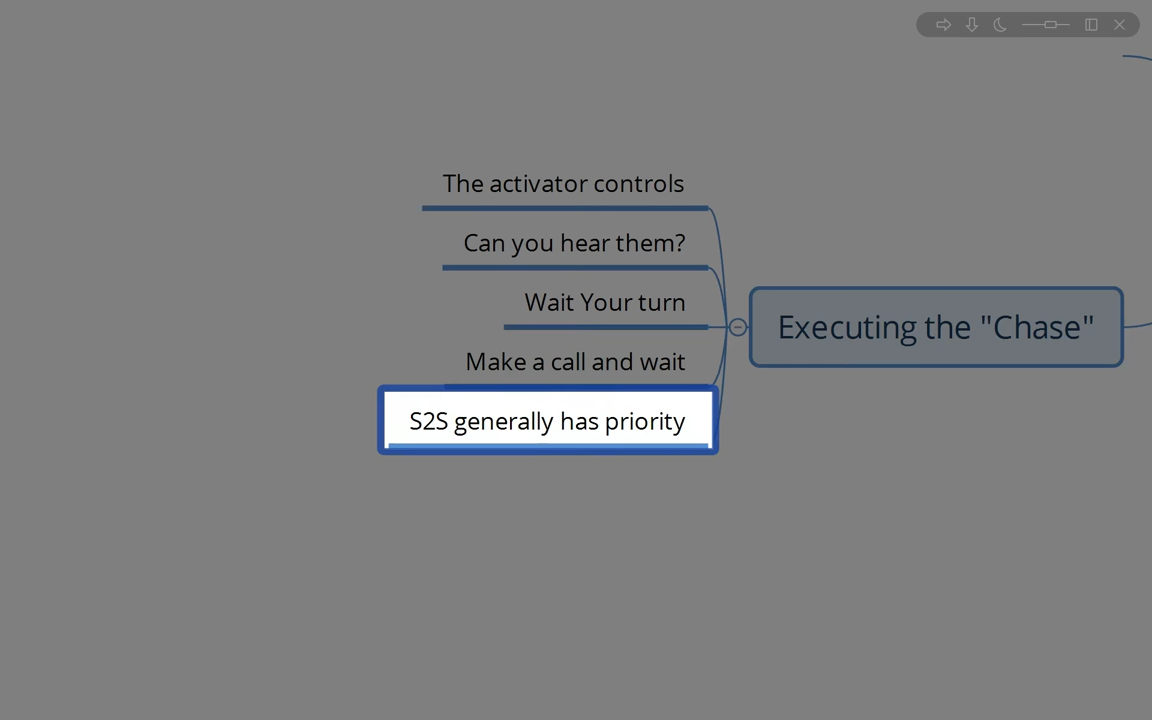 The activator controls
Can you hear them?
Wait Your turn
Make a call and wait
S2S generally has priority
Executing the "Chase"